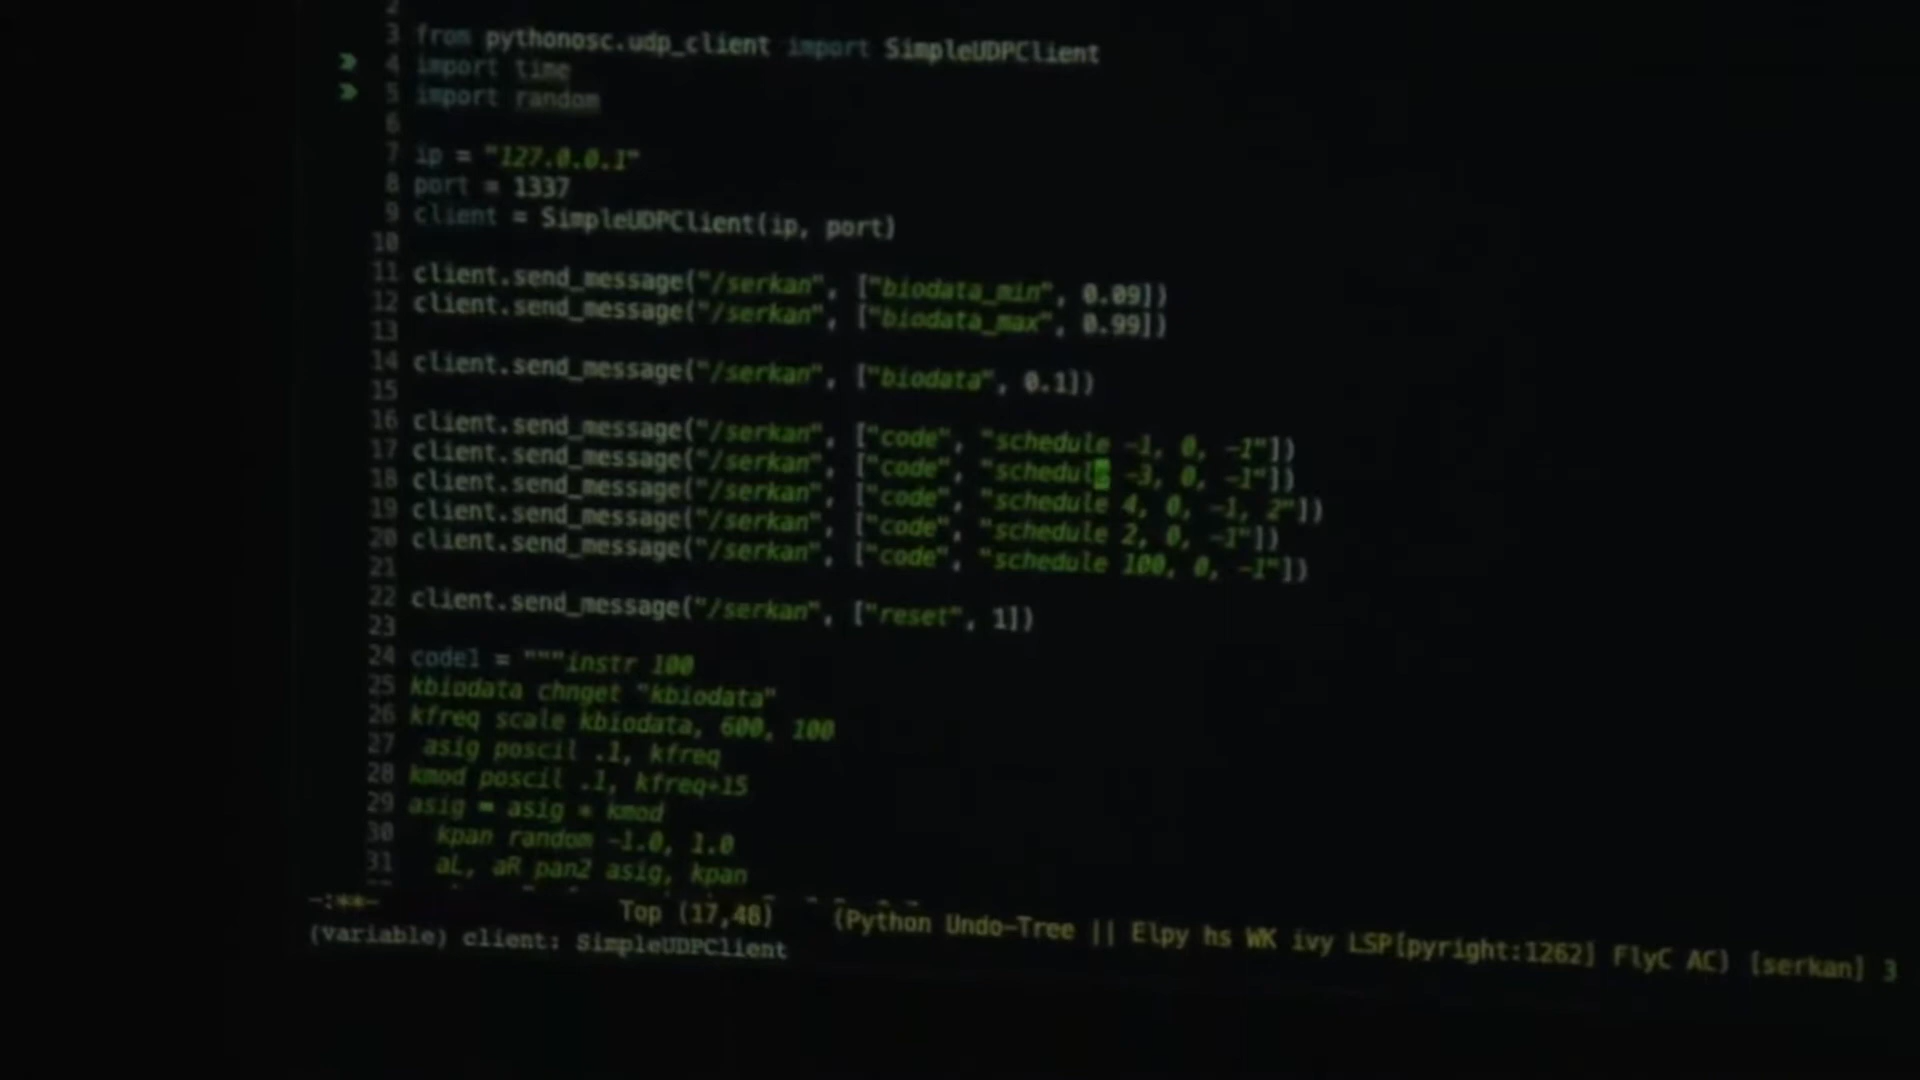 2
3 from pythonosc.udp_client import SimpleUDPClient
4 import time
5 import random
6
7 ip = "127.0.0.1"
8 port = 1337
9 client = SimpleUDPClient(ip, port)
10
11 client.send_message("/serkan", ["biodata_min", 0.09])
12 client.send_message("/serkan", ["biodata_max", 0.99])
13
14 client.send_message("/serkan", ["biodata", 0.1])
15
16 client.send_message("/serkan", ["code", "schedule -1, 0, -1"])
17 client.send_message("/serkan", ["code", "schedule -3, 0, -1"])
18 client.send_message("/serkan", ["code", "schedule 4, 0, -1, 2"])
19 client.send_message("/serkan", ["code", "schedule 2, 0, -1"])
20 client.send_message("/serkan", ["code", "schedule 100, 0, -1"])
21
22 client.send_message("/serkan", ["reset", 1])
23
24 code1 = """instr 100
25 kbiodata chnget "kbiodata"
26 kfreq scale kbiodata, 600, 100
27 asig poscil .1, kfreq
28 kmod poscil .1, kfreq+15
29 asig = asig * kmod
30 kpan random -1.0, 1.0
31 aL, aR pan2 asig, kpan
-:**- Top (17,48) (Python Undo-Tree || Elpy hs WK ivy LSP[pyright:1262] FlyC AC) [serkan] 3
(variable) client: SimpleUDPClient